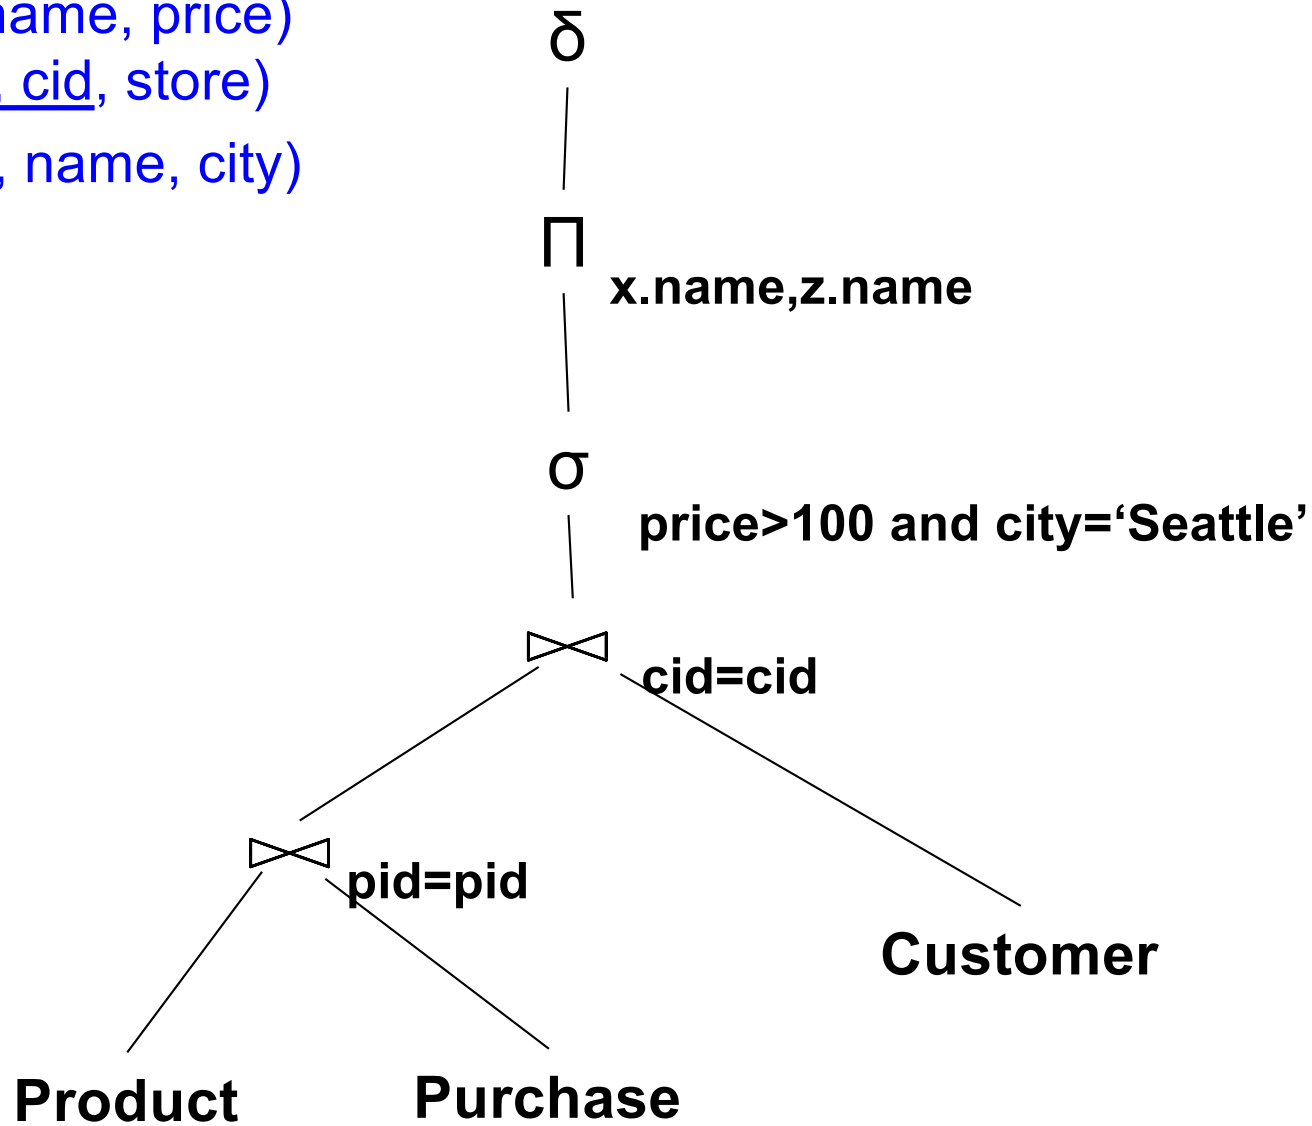 name, price)
, cid, store)
, name, city)
δ
Π
x.name,z.name
σ
price>100 and city=‘Seattle’
cid=cid
pid=pid
Customer
Product
Purchase